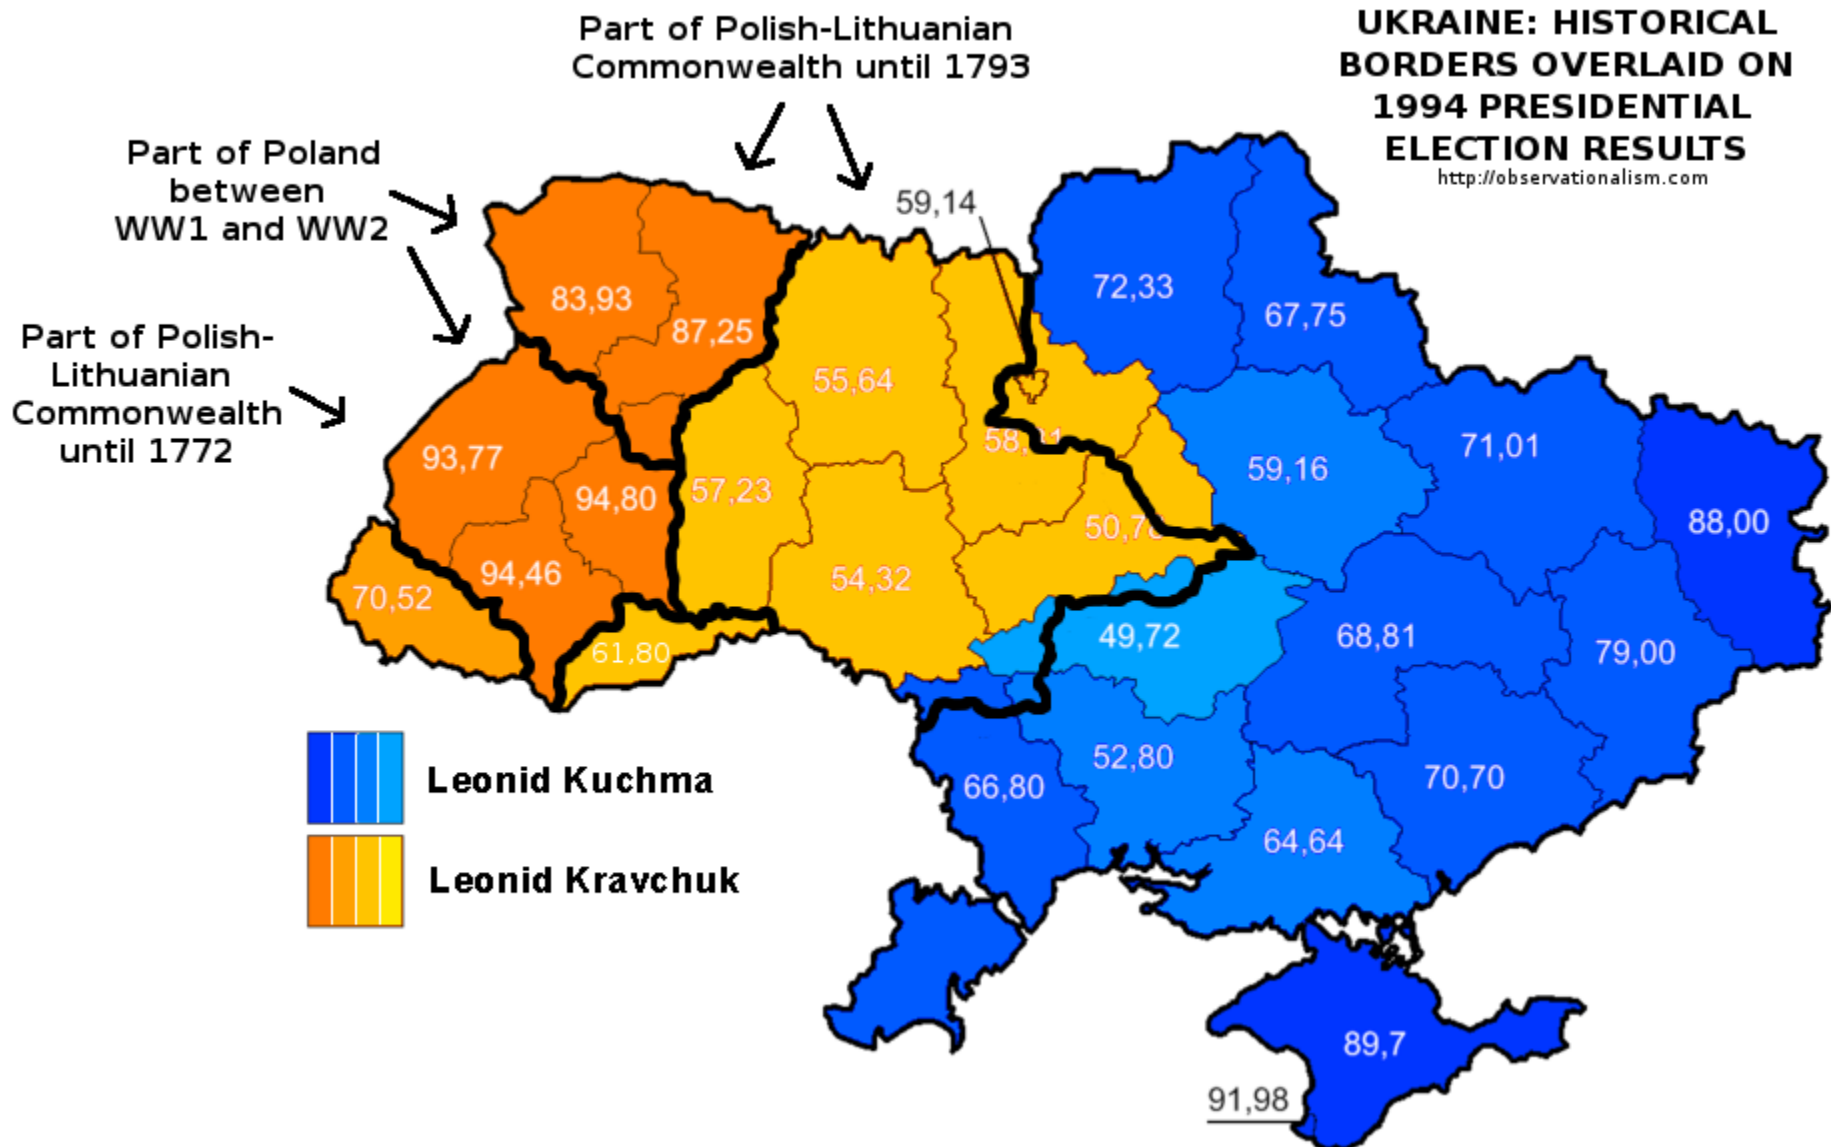 Part of Polish-Lithuanian
Commonwealth until 1793
UKRAINE: HISTORICAL
BORDERS OVERLAID ON
1994 PRESIDENTIAL
ELECTION RESULTS
http://observationalism.com
Part of Poland
between
WW1 and WW2
Part of Polish-
Lithuanian
Commonwealth
until 1772
59,14
83,93
87,25
72,33
67,75
55,64
93,77
94,80
57,23
59,16
71,01
88,00
94,46
70,52
54,32
61,80
49,72
68,81
79,00
66,80
52,80
70,70
64,64
89,7
91,98
Leonid Kuchma
Leonid Kravchuk